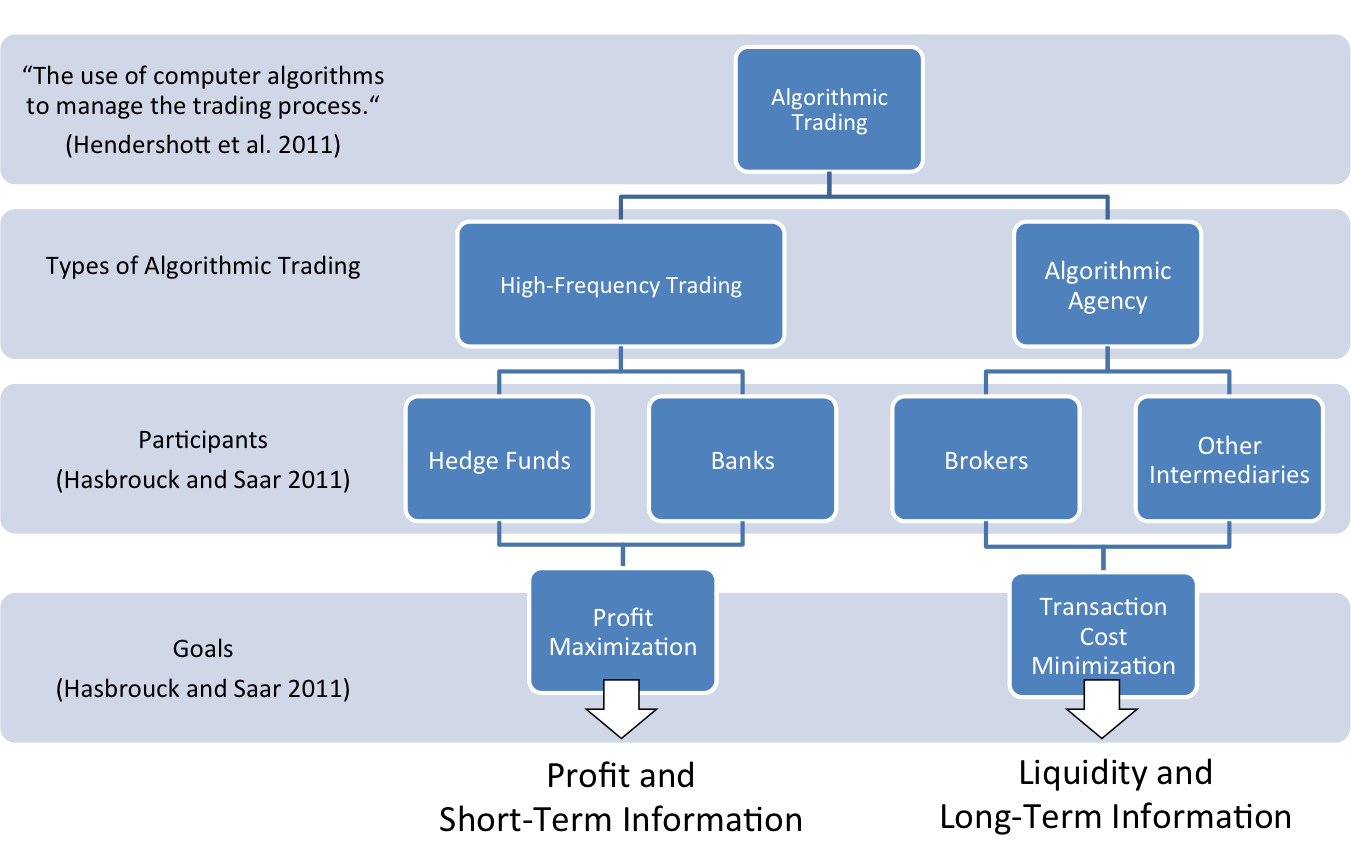 “The use of computer algorithms
to manage the trading process.“
(Hendershott et al. 2011)
Algorithmic
Trading
Types of Algorithmic Trading
High-Frequency Trading
Algorithmic
Agency
Participants
(Hasbrouck and Saar 2011)
Hedge Funds
Banks
Brokers
Other
Intermediaries
Goals
(Hasbrouck and Saar 2011)
Profit
Maximization
Transaction
Cost
Minimization
Profit and
Short-Term Information
Liquidity and
Long-Term Information